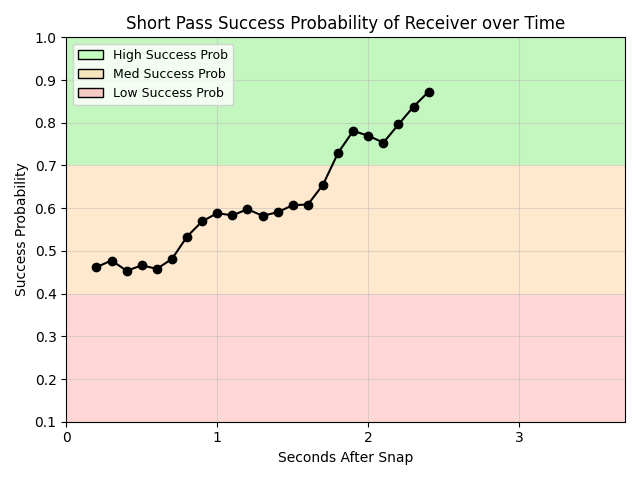 Short Pass Success Probability of Receiver over Time
High Success Prob
Med Success Prob
Low Success Prob
Success Probability
1.0
0.9
0.8
0.7
0.6
0.5
0.4
0.3
0.2
0.1
0 1 2 3
Seconds After Snap